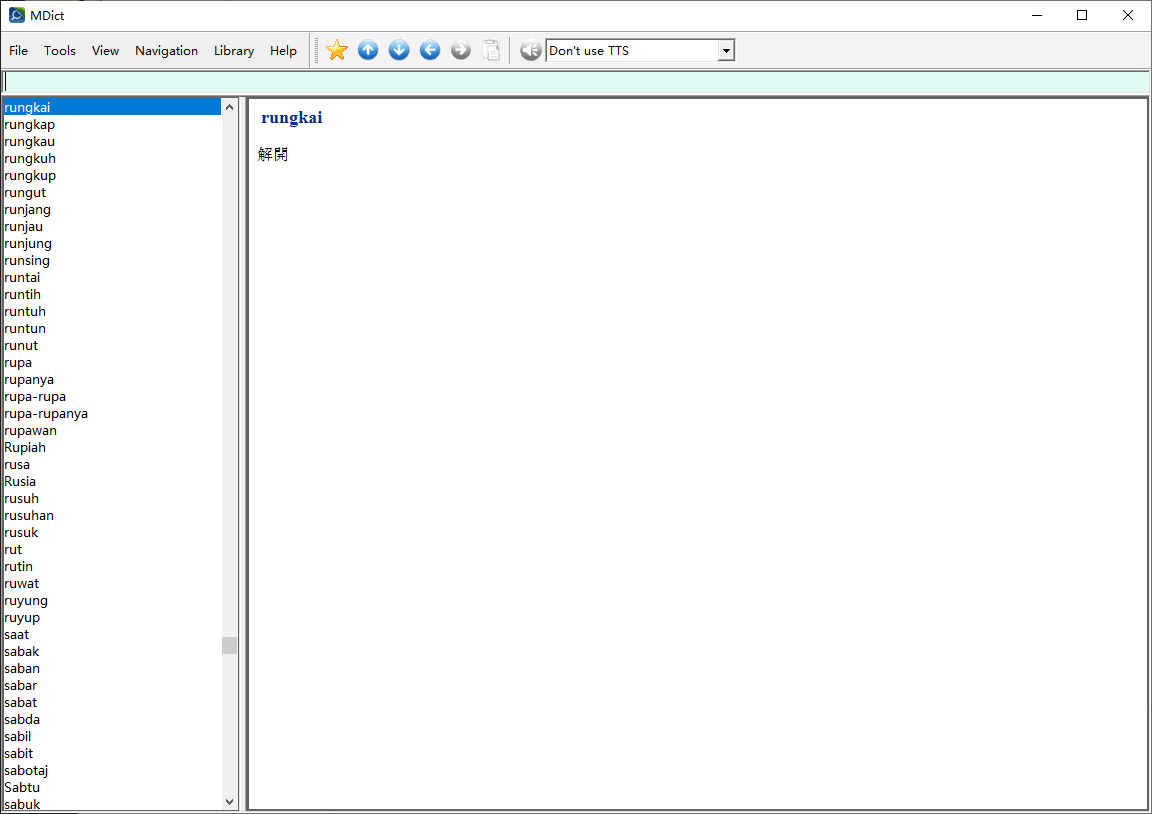 MDict
File Tools View Navigation Library Help Don't use TTS
rungkai
rungkap
rungkau
rungkuh
rungkup
rungut
runjang
runjau
runjung
runsing
runtai
runtih
runtuh
runtun
runut
rupa
rupanya
rupa-rupa
rupa-rupanya
rupawan
Rupiah
rusa
Rusia
rusuh
rusuhan
rusuk
rut
rutin
ruwat
ruyung
ruyup
saat
sabak
saban
sabar
sabat
sabda
sabil
sabit
sabotaj
Sabtu
sabuk
rungkai
解開